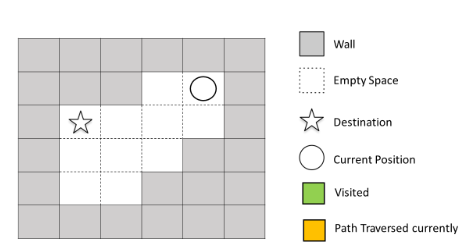 Wall
Empty Space
Destination
Current Position
Visited
Path Traversed currently